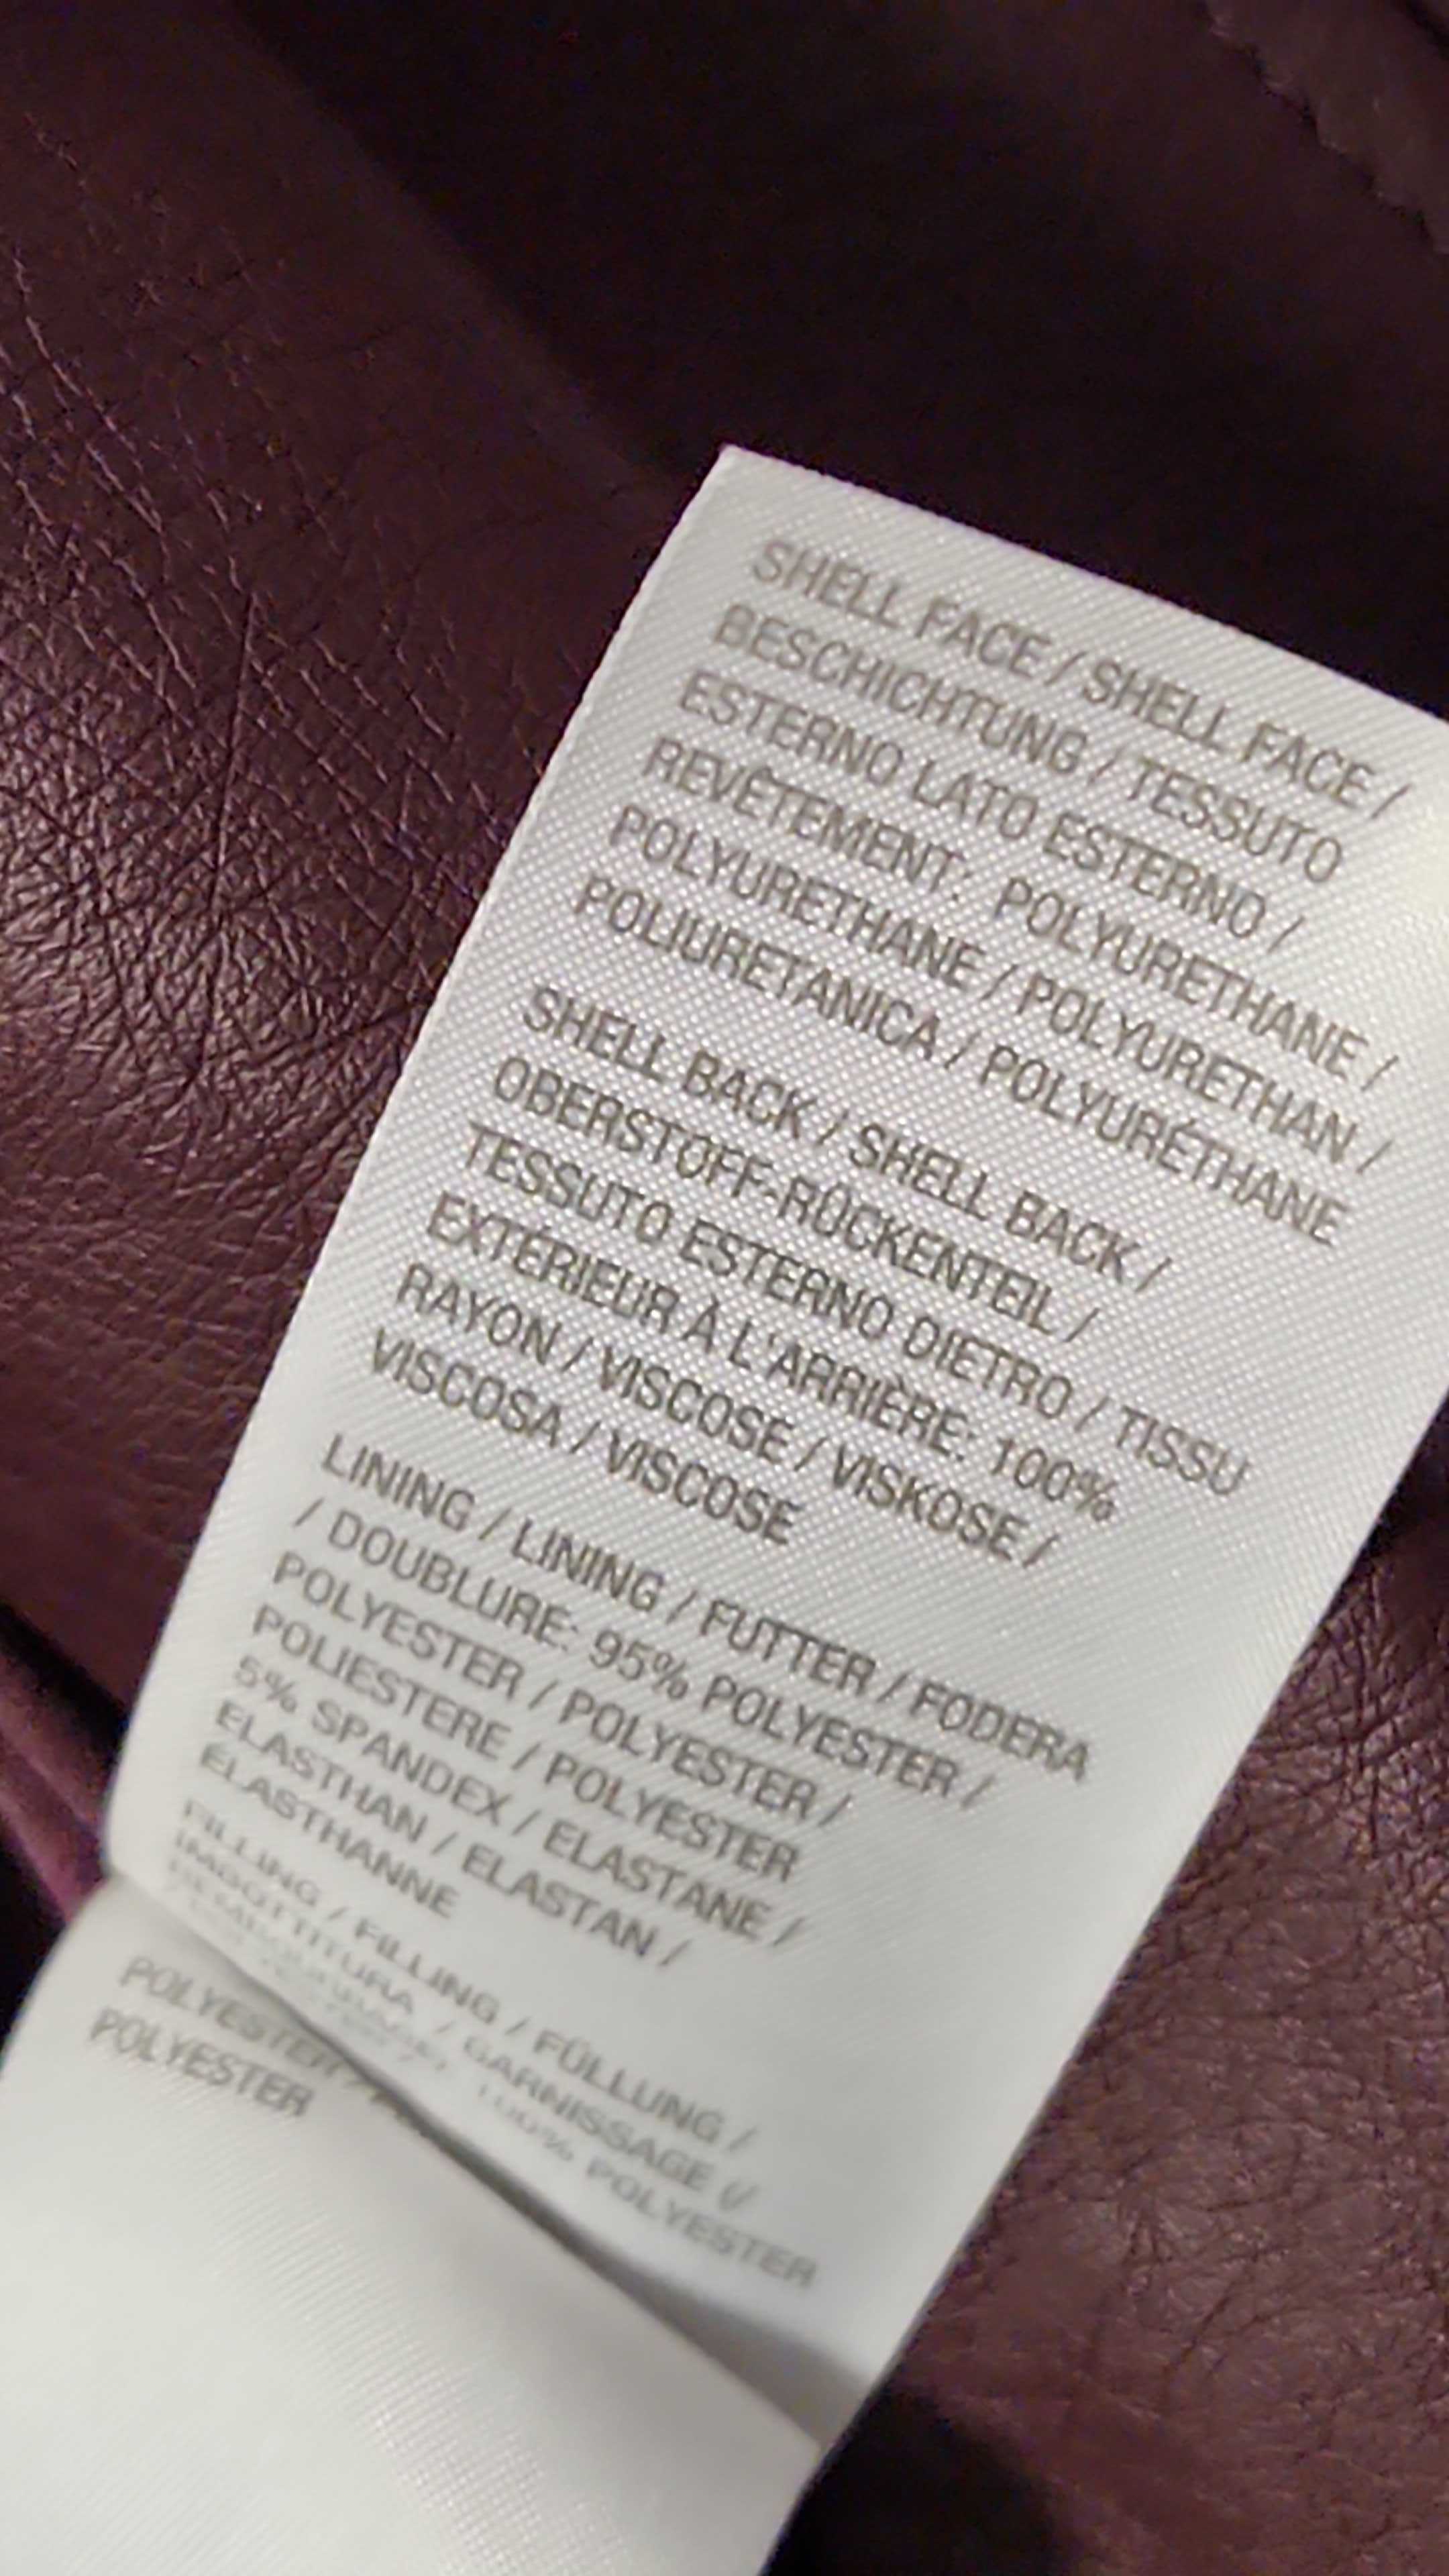 SHELL FACE / SHELL FACE /
BESCHICHTUNG / TESSUTO
ESTERNO LATO ESTERNO /
REVÊTEMENT: POLYURETHANE /
POLYURETHANE / POLYURETHAN /
POLIURETANICA / POLYURÉTHANE
SHELL BACK / SHELL BACK /
OBERSTOFF-RÜCKENTEIL /
TESSUTO ESTERNO DIETRO / TISSU
EXTÉRIEUR À L'ARRIÈRE: 100%
RAYON / VISCOSE / VISKOSE /
VISCOSA / VISCOSE
LINING / LINING / FUTTER / FODERA
/ DOUBLURE: 95% POLYESTER /
POLYESTER / POLYESTER /
POLIESTERE / POLYESTER
5% SPANDEX / ELASTANE /
ELASTHAN / ELASTAN /
ÉLASTHANNE
FILLING / FILLING / FÜLLUNG /
IMBOTTITURA / GARNISSAGE
100% POLYESTER
POLYESTER /
POLYESTER